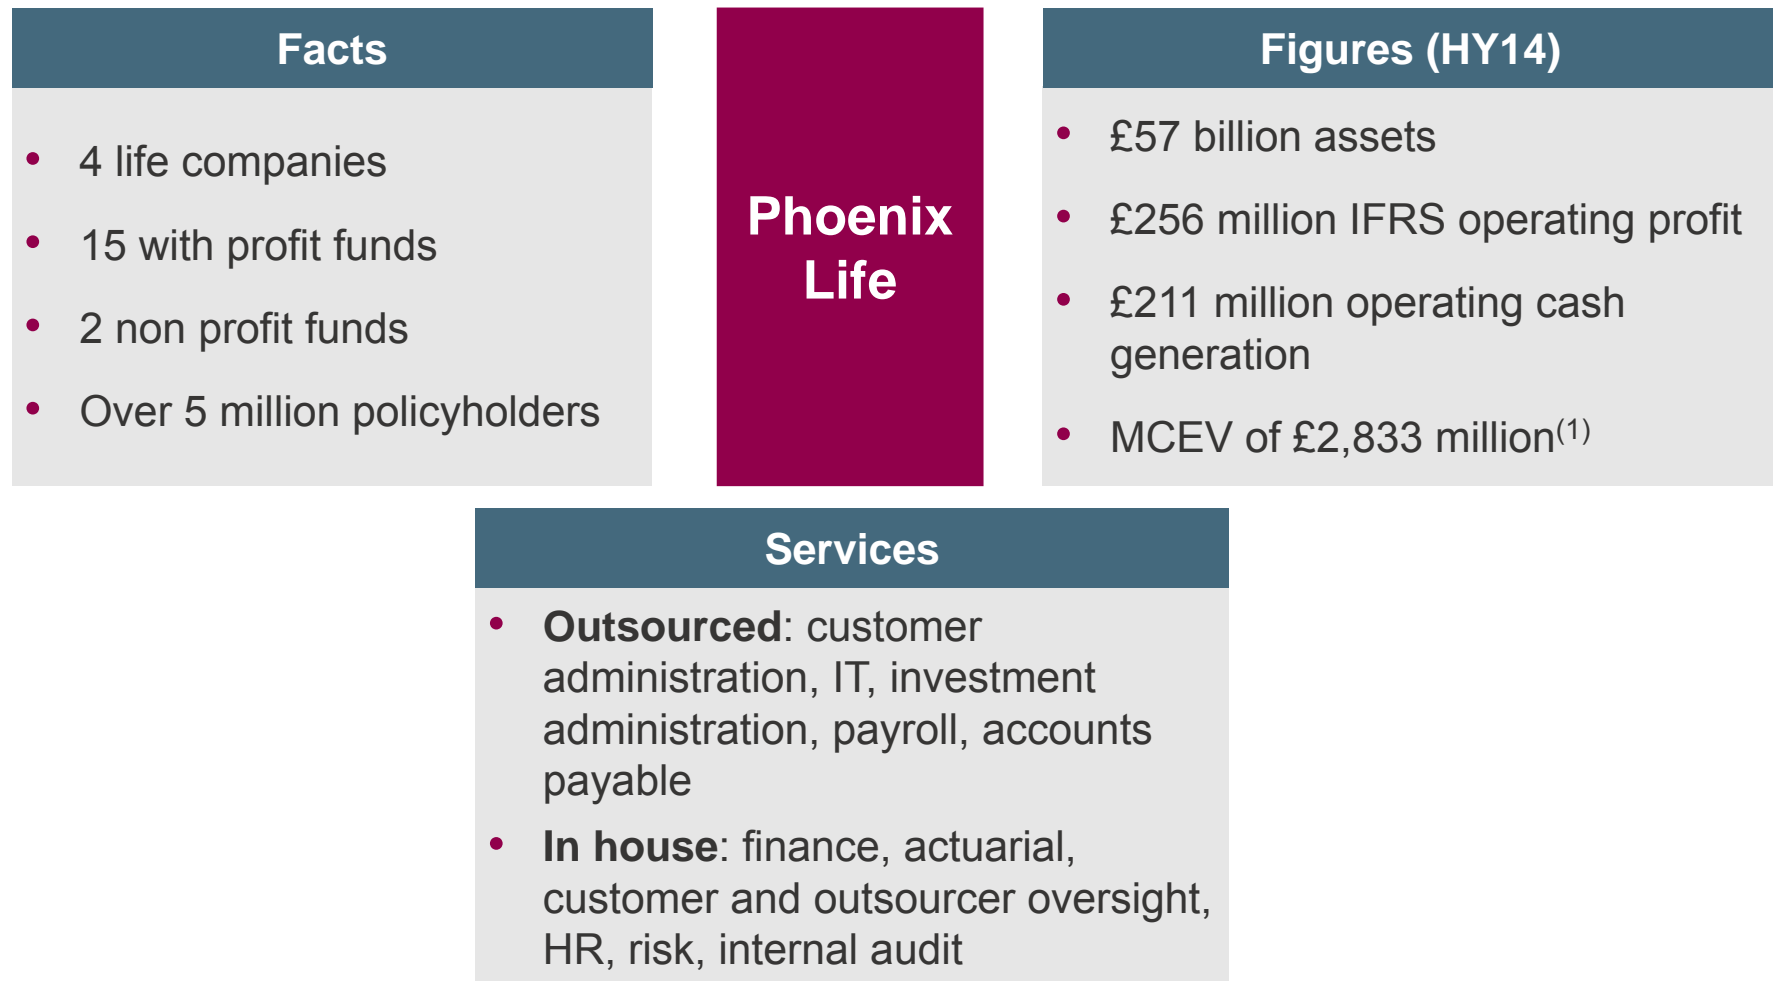 Facts
• 4 life companies
• 15 with profit funds
• 2 non profit funds
• Over 5 million policyholders
Phoenix
Life
Figures (HY14)
• £57 billion assets
• £256 million IFRS operating profit
• £211 million operating cash
generation
• MCEV of £2,833 million(1)
Services
• Outsourced: customer
administration, IT, investment
administration, payroll, accounts
payable
• In house: finance, actuarial,
customer and outsourcer oversight,
HR, risk, internal audit